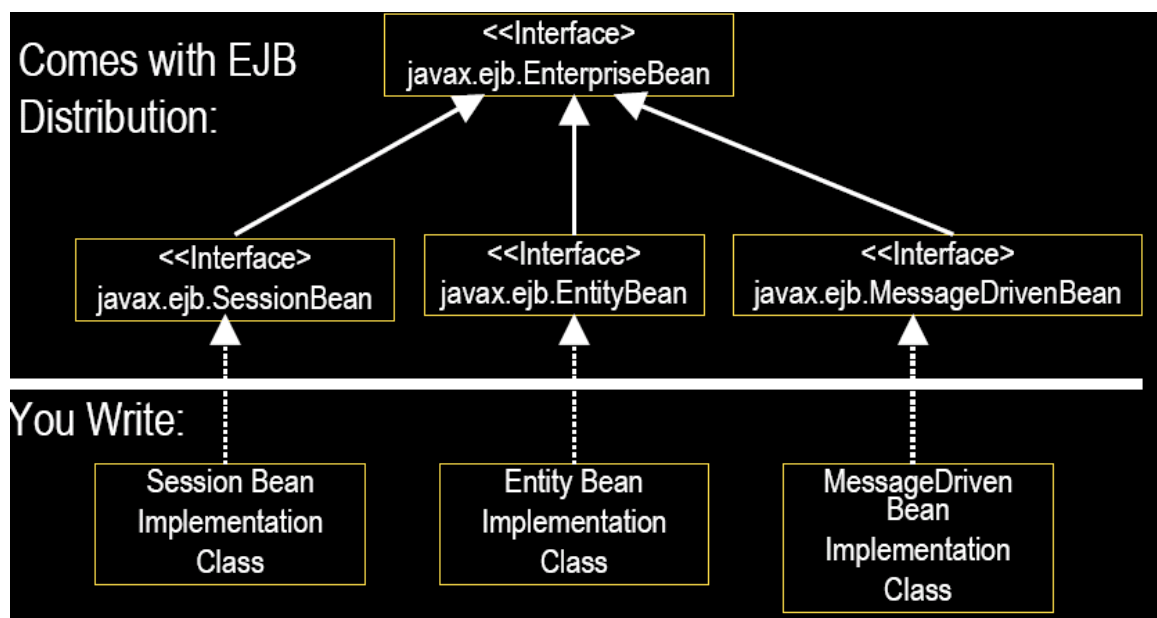 Comes with EJB
Distribution:
<<Interface>
javax.ejb.EnterpriseBean
<<Interface>
javax.ejb.SessionBean
<<Interface>
javax.ejb.EntityBean
<<Interface>
javax.ejb.MessageDrivenBean
You Write:
Session Bean
Implementation
Class
Entity Bean
Implementation
Class
MessageDriven
Bean
Implementation
Class